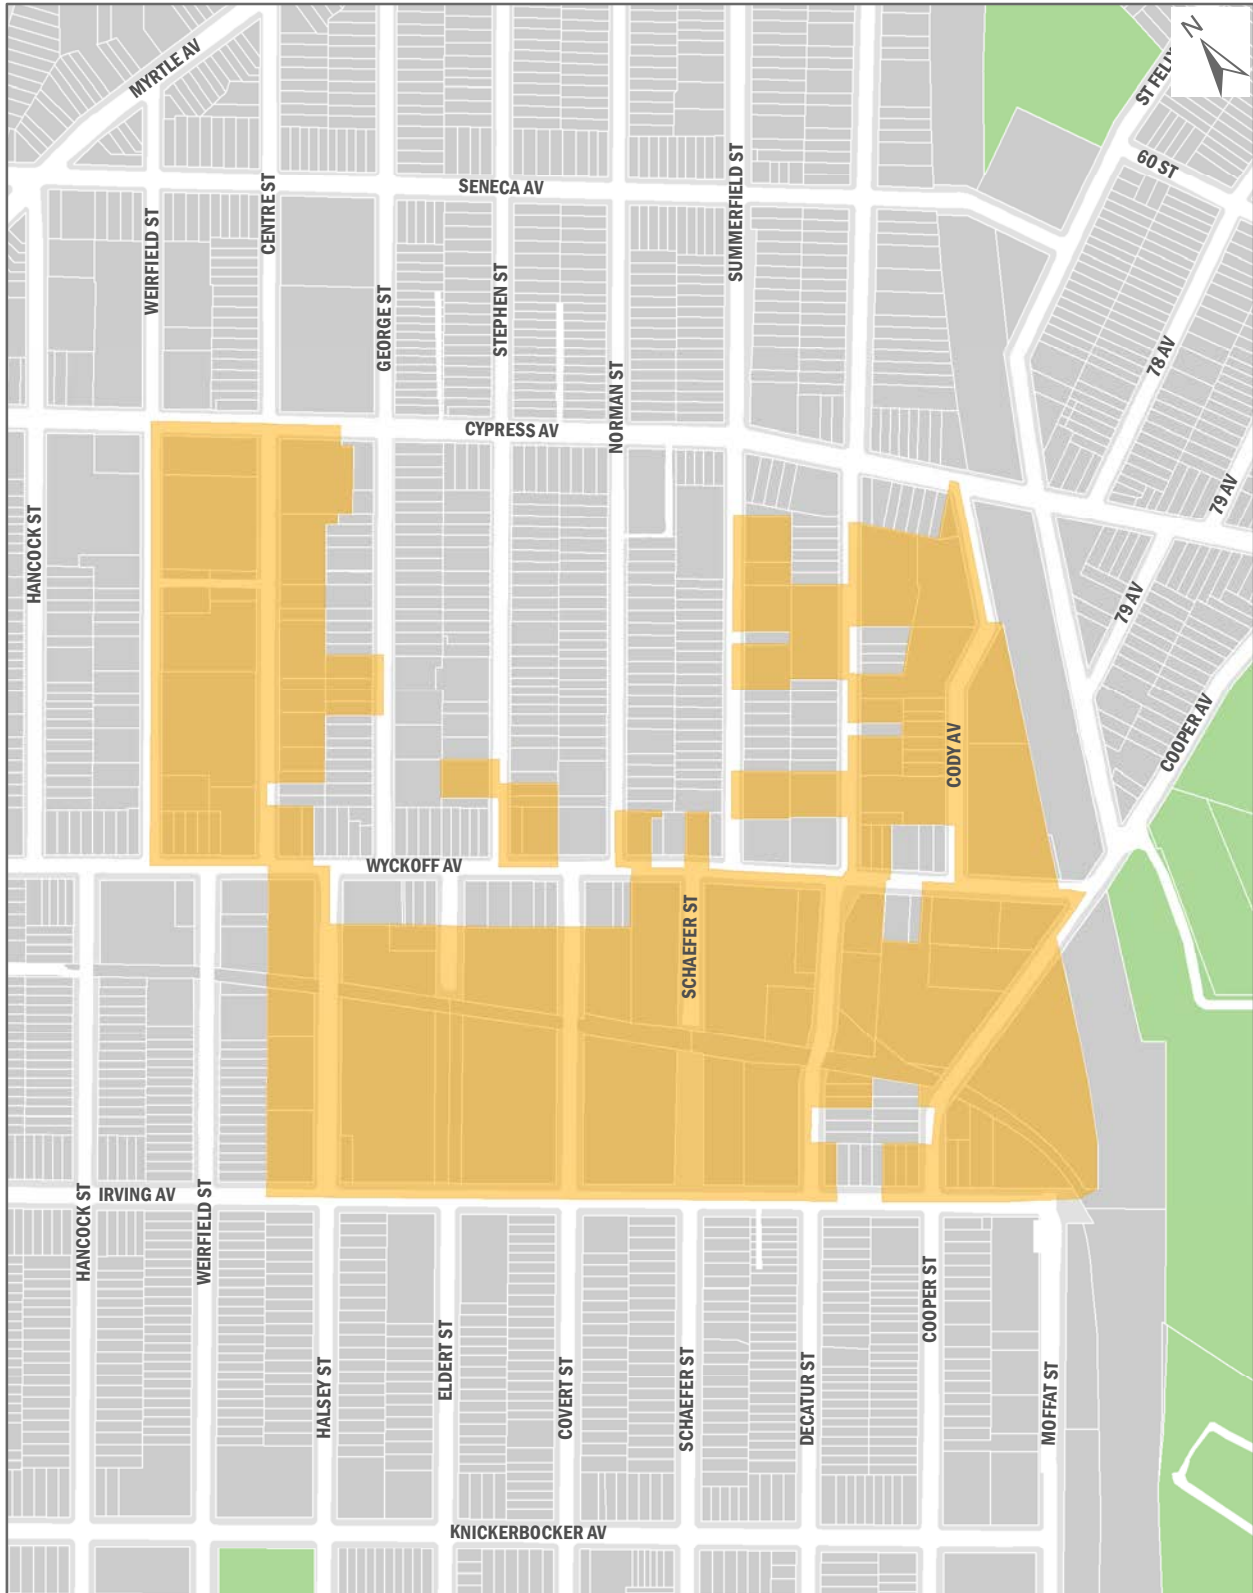 N
MYRTLE AV
ST FELIX
60 ST
SENECA AV
CENTRE ST
WEIRFIELD ST
SUMMERFIELD ST
STEPHEN ST
GEORGE ST
78 AV
NORMAN ST
CYPRESS AV
79 AV
HANCOCK ST
79 AV
COOPER AV
CODY AV
WYCKOFF AV
SCHAEFER ST
IRVING AV
HANCOCK ST
WEIRFIELD ST
COOPER ST
ELDERT ST
HALSEY ST
COVERT ST
SCHAEFER ST
DECATUR ST
MOFFAT ST
KNICKERBOCKER AV